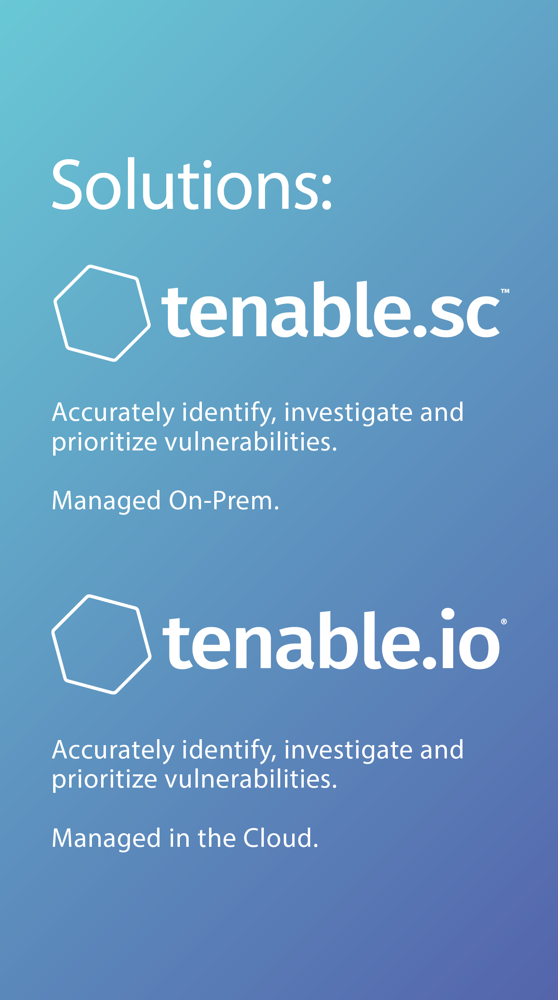 Solutions:
tenable.sc™
Accurately identify, investigate and
prioritize vulnerabilities.
Managed On-Prem.
tenable.io®
Accurately identify, investigate and
prioritize vulnerabilities.
Managed in the Cloud.